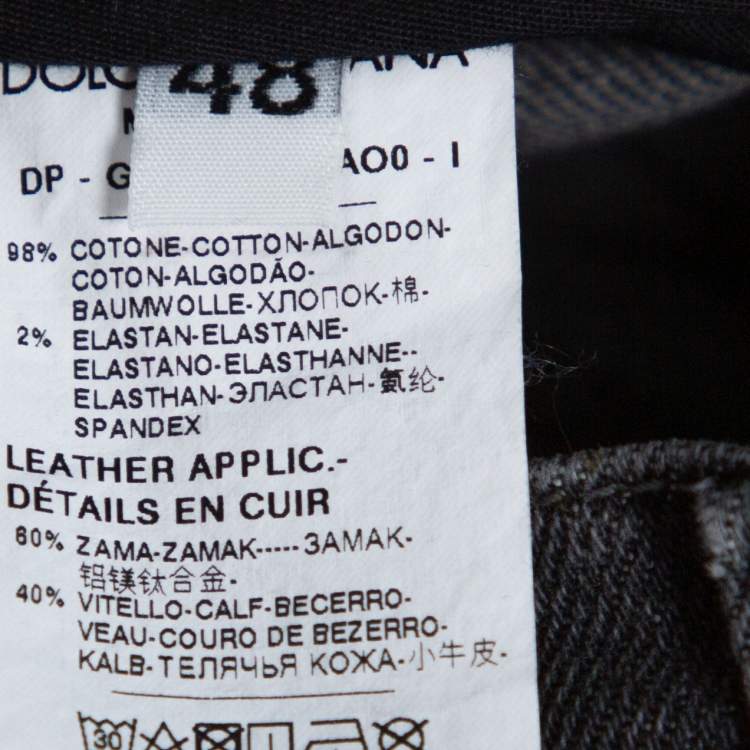 48
DP - G AO0 - I
98% COTONE-COTTON-ALGODON-
COTON-ALGODÃO-
BAUMWOLLE-ХЛОПОК-棉-
2% ELASTAN-ELASTANE-
ELASTANO-ELASTHANNE--
ELASTHAN-ЭЛАСТАН-氨纶-
SPANDEX
LEATHER APPLIC.-
DÉTAILS EN CUIR
60% ZAMA-ZAMAK-----ЗАМАК-
铝镁钛合金-
40% VITELLO-CALF-BECERRO-
VEAU-COURO DE BEZERRO-
KALB-ТЕЛЯЧЬЯ КОЖА-小牛皮-
30